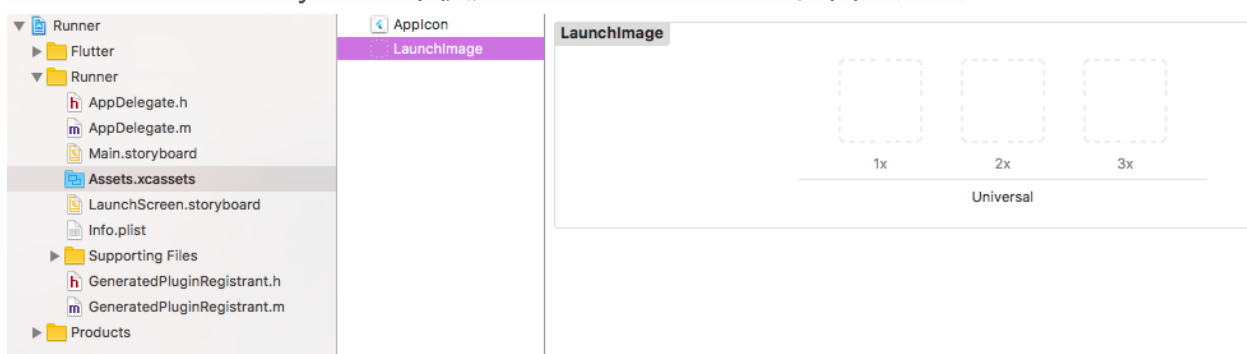 Runner
Flutter
Runner
AppDelegate.h
AppDelegate.m
Main.storyboard
Assets.xcassets
LaunchScreen.storyboard
Info.plist
Supporting Files
GeneratedPluginRegistrant.h
GeneratedPluginRegistrant.m
Products
AppIcon
LaunchImage
LaunchImage
1x 2x 3x
Universal